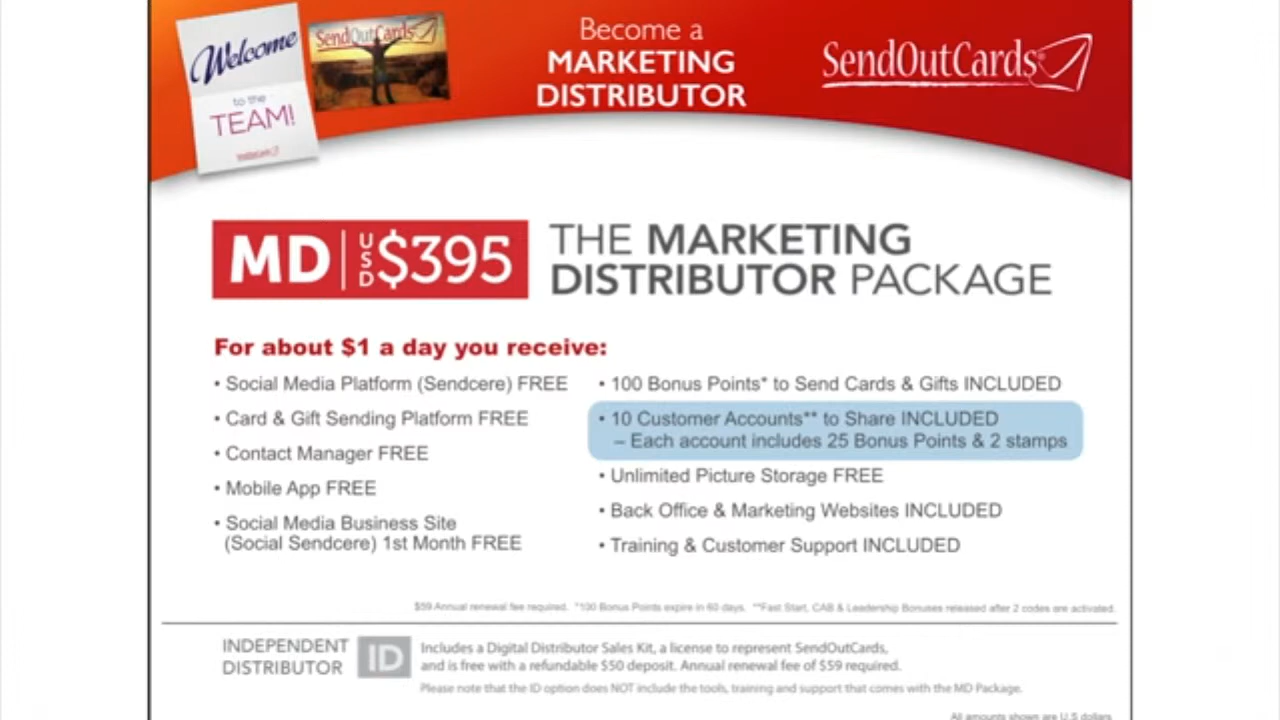 Welcome
to the
TEAM!
SendOutCards
SendOutCards
Become a
MARKETING
DISTRIBUTOR
SendOutCards
MD | USD $395
THE MARKETING
DISTRIBUTOR PACKAGE
For about $1 a day you receive:
• Social Media Platform (Sendcere) FREE
• Card & Gift Sending Platform FREE
• Contact Manager FREE
• Mobile App FREE
• Social Media Business Site
(Social Sendcere) 1st Month FREE
• 100 Bonus Points* to Send Cards & Gifts INCLUDED
• 10 Customer Accounts** to Share INCLUDED
– Each account includes 25 Bonus Points & 2 stamps
• Unlimited Picture Storage FREE
• Back Office & Marketing Websites INCLUDED
• Training & Customer Support INCLUDED
$59 Annual renewal fee required. *100 Bonus Points expire in 60 days. **Fast Start, CAB & Leadership Bonuses released after 2 codes are activated.
INDEPENDENT
DISTRIBUTOR
ID
Includes a Digital Distributor Sales Kit, a license to represent SendOutCards,
and is free with a refundable $50 deposit. Annual renewal fee of $59 required.
Please note that the ID option does NOT include the tools, training and support that comes with the MD Package.
All amounts shown are U.S dollars